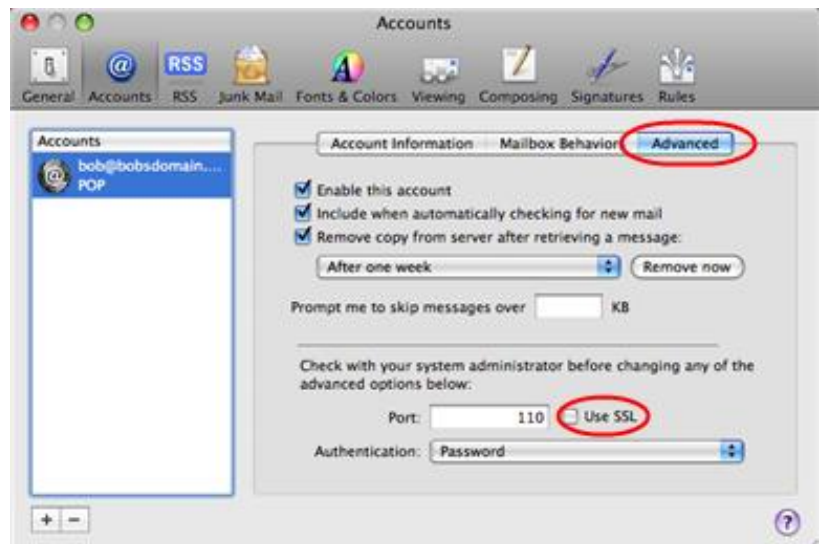 Accounts
RSS
General Accounts RSS Junk Mail Fonts & Colors Viewing Composing Signatures Rules
Accounts
bob@bobsdomain....
POP
Account Information Mailbox Behavior Advanced
Enable this account
Include when automatically checking for new mail
Remove copy from server after retrieving a message:
After one week Remove now
Prompt me to skip messages over KB
Check with your system administrator before changing any of the
advanced options below:
Port: 110 Use SSL
Authentication: Password
+ - ?